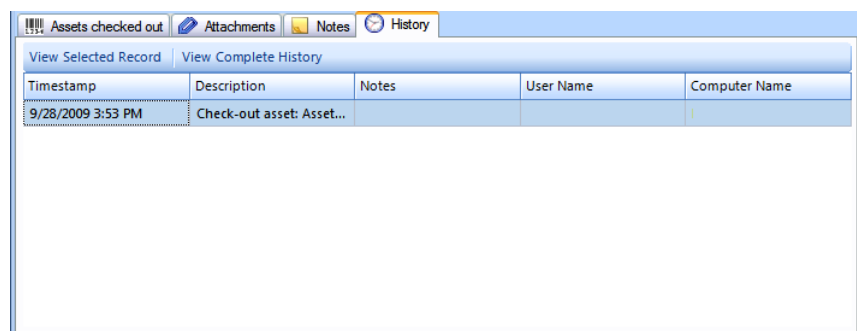 Assets checked out Attachments Notes History
View Selected Record View Complete History
Timestamp Description Notes User Name Computer Name
9/28/2009 3:53 PM Check-out asset: Asset...